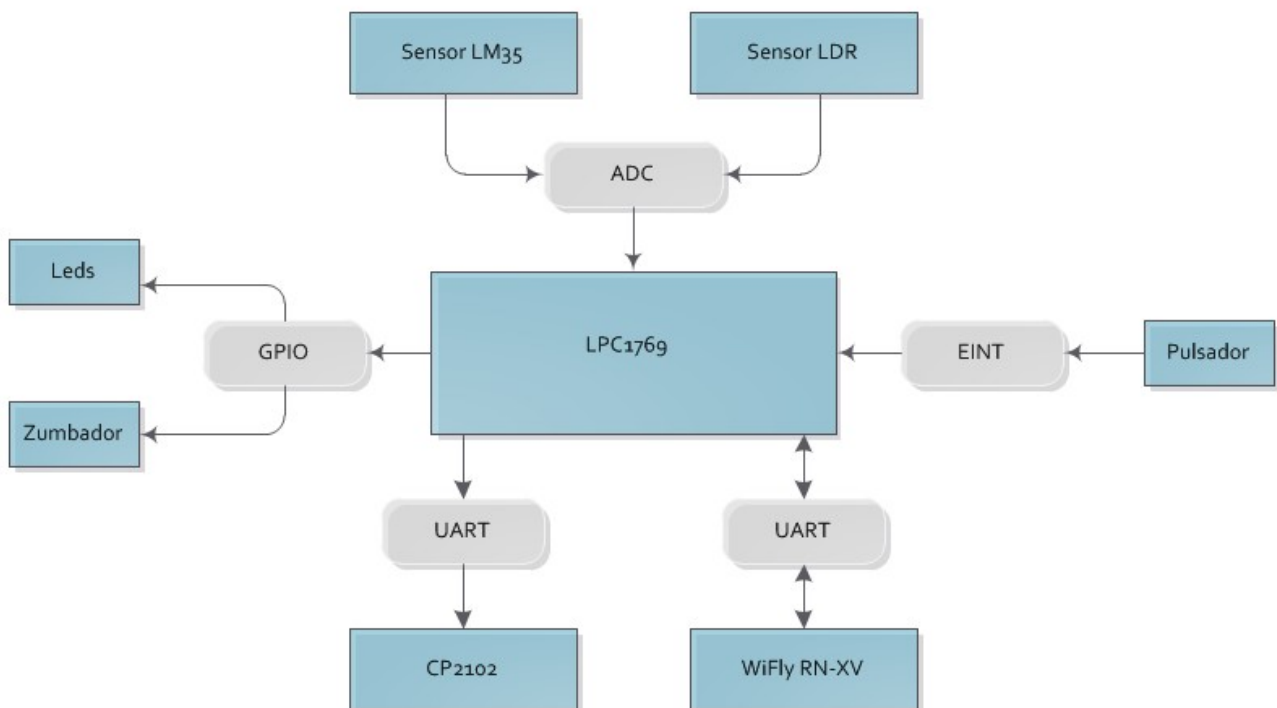 Sensor LM35
Sensor LDR
ADC
Leds
LPC1769
GPIO
EINT
Pulsador
Zumbador
UART
UART
CP2102
WiFly RN-XV